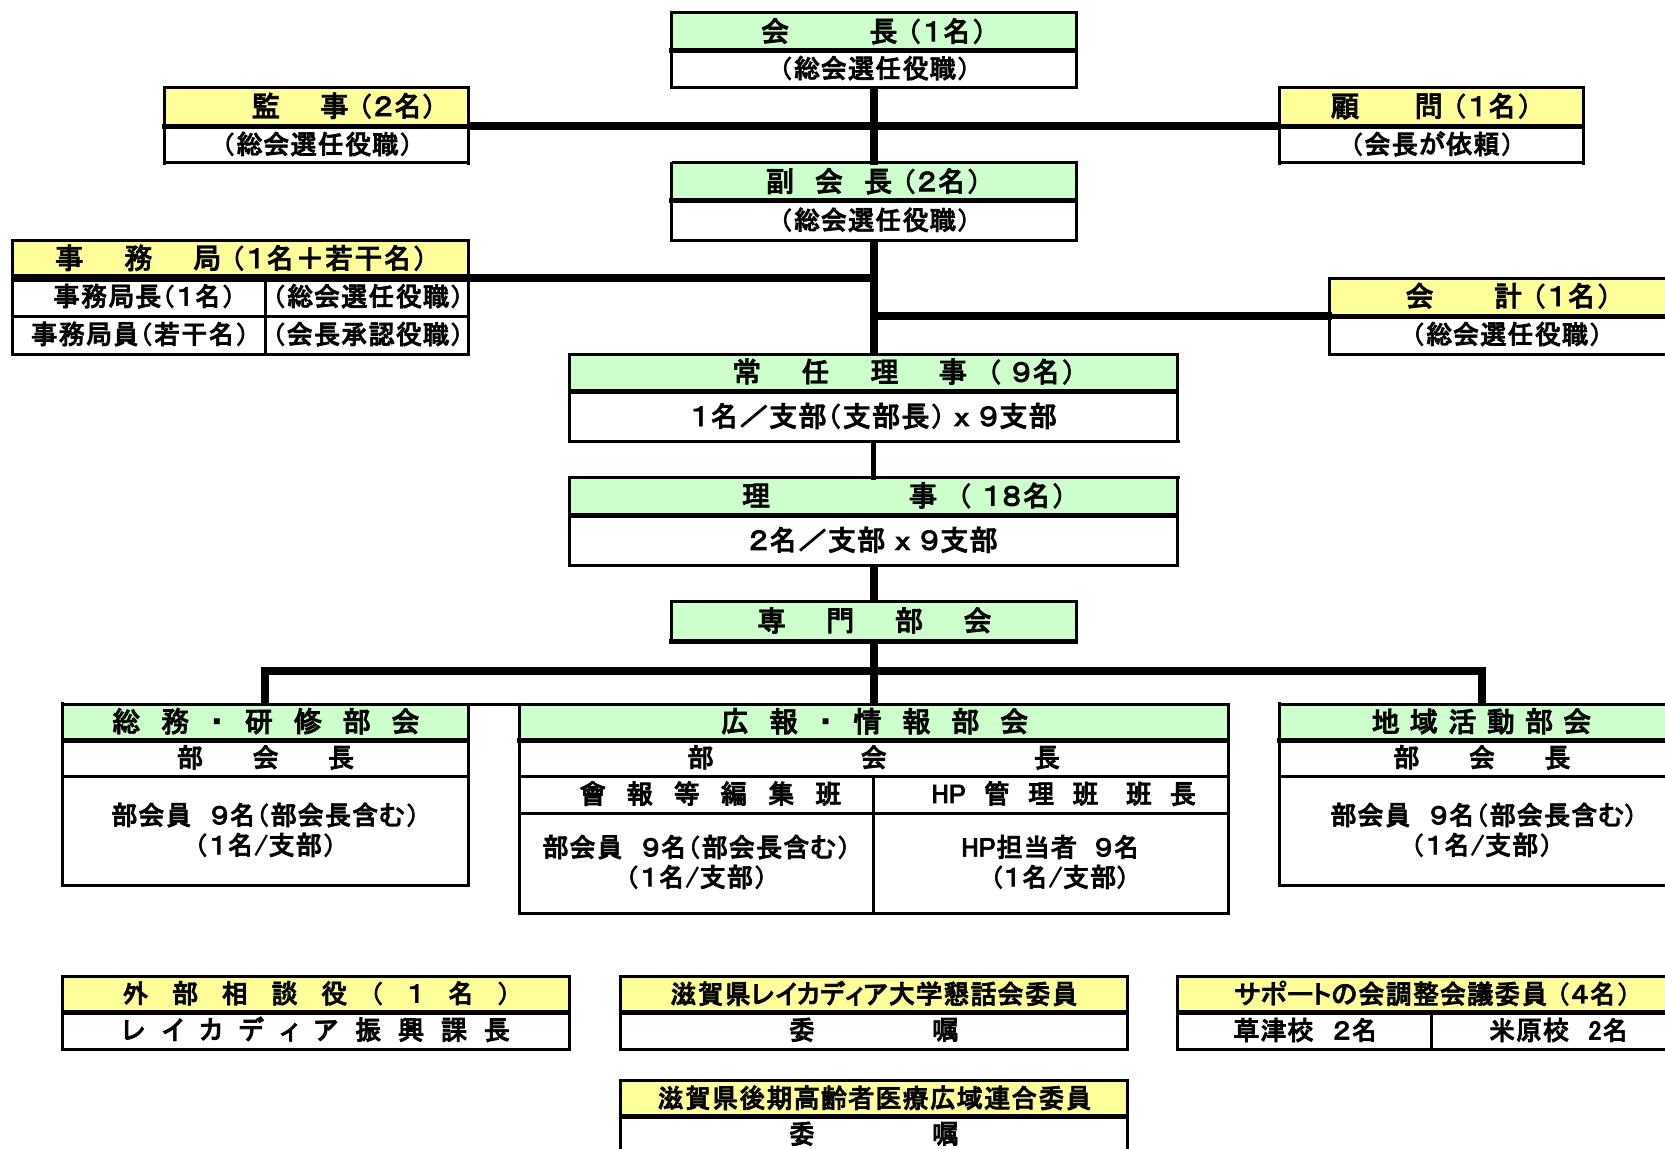 会　長（1名）
（総会選任役職）
監　事（2名）
（総会選任役職）
顧　問（1名）
（会長が依頼）
副 会 長（2名）
（総会選任役職）
事 務 局（1名＋若干名）
事務局長（1名） （総会選任役職）
事務局員（若干名） （会長承認役職）
会　計（1名）
（総会選任役職）
常 任 理 事（ 9名）
1名／支部（支部長） x 9支部
理　事（ 18名）
2名／支部 x 9支部
専 門 部 会
総 務 ・ 研 修 部 会
部 会 長
部会員 9名（部会長含む）
（1名/支部）
広 報 ・ 情 報 部 会
部 会 長
會 報 等 編 集 班
部会員 9名（部会長含む）
（1名/支部）
HP 管 理 班 班 長
HP担当者 9名
（1名/支部）
地 域 活 動 部 会
部 会 長
部会員 9名（部会長含む）
（1名/支部）
外 部 相 談 役 （ 1 名 ）
レ イ カ ディ ア 振 興 課 長
滋賀県レイカディア大学懇話会委員
委　嘱
サポートの会調整会議委員（4名）
草津校 2名 米原校 2名
滋賀県後期高齢者医療広域連合委員
委　嘱